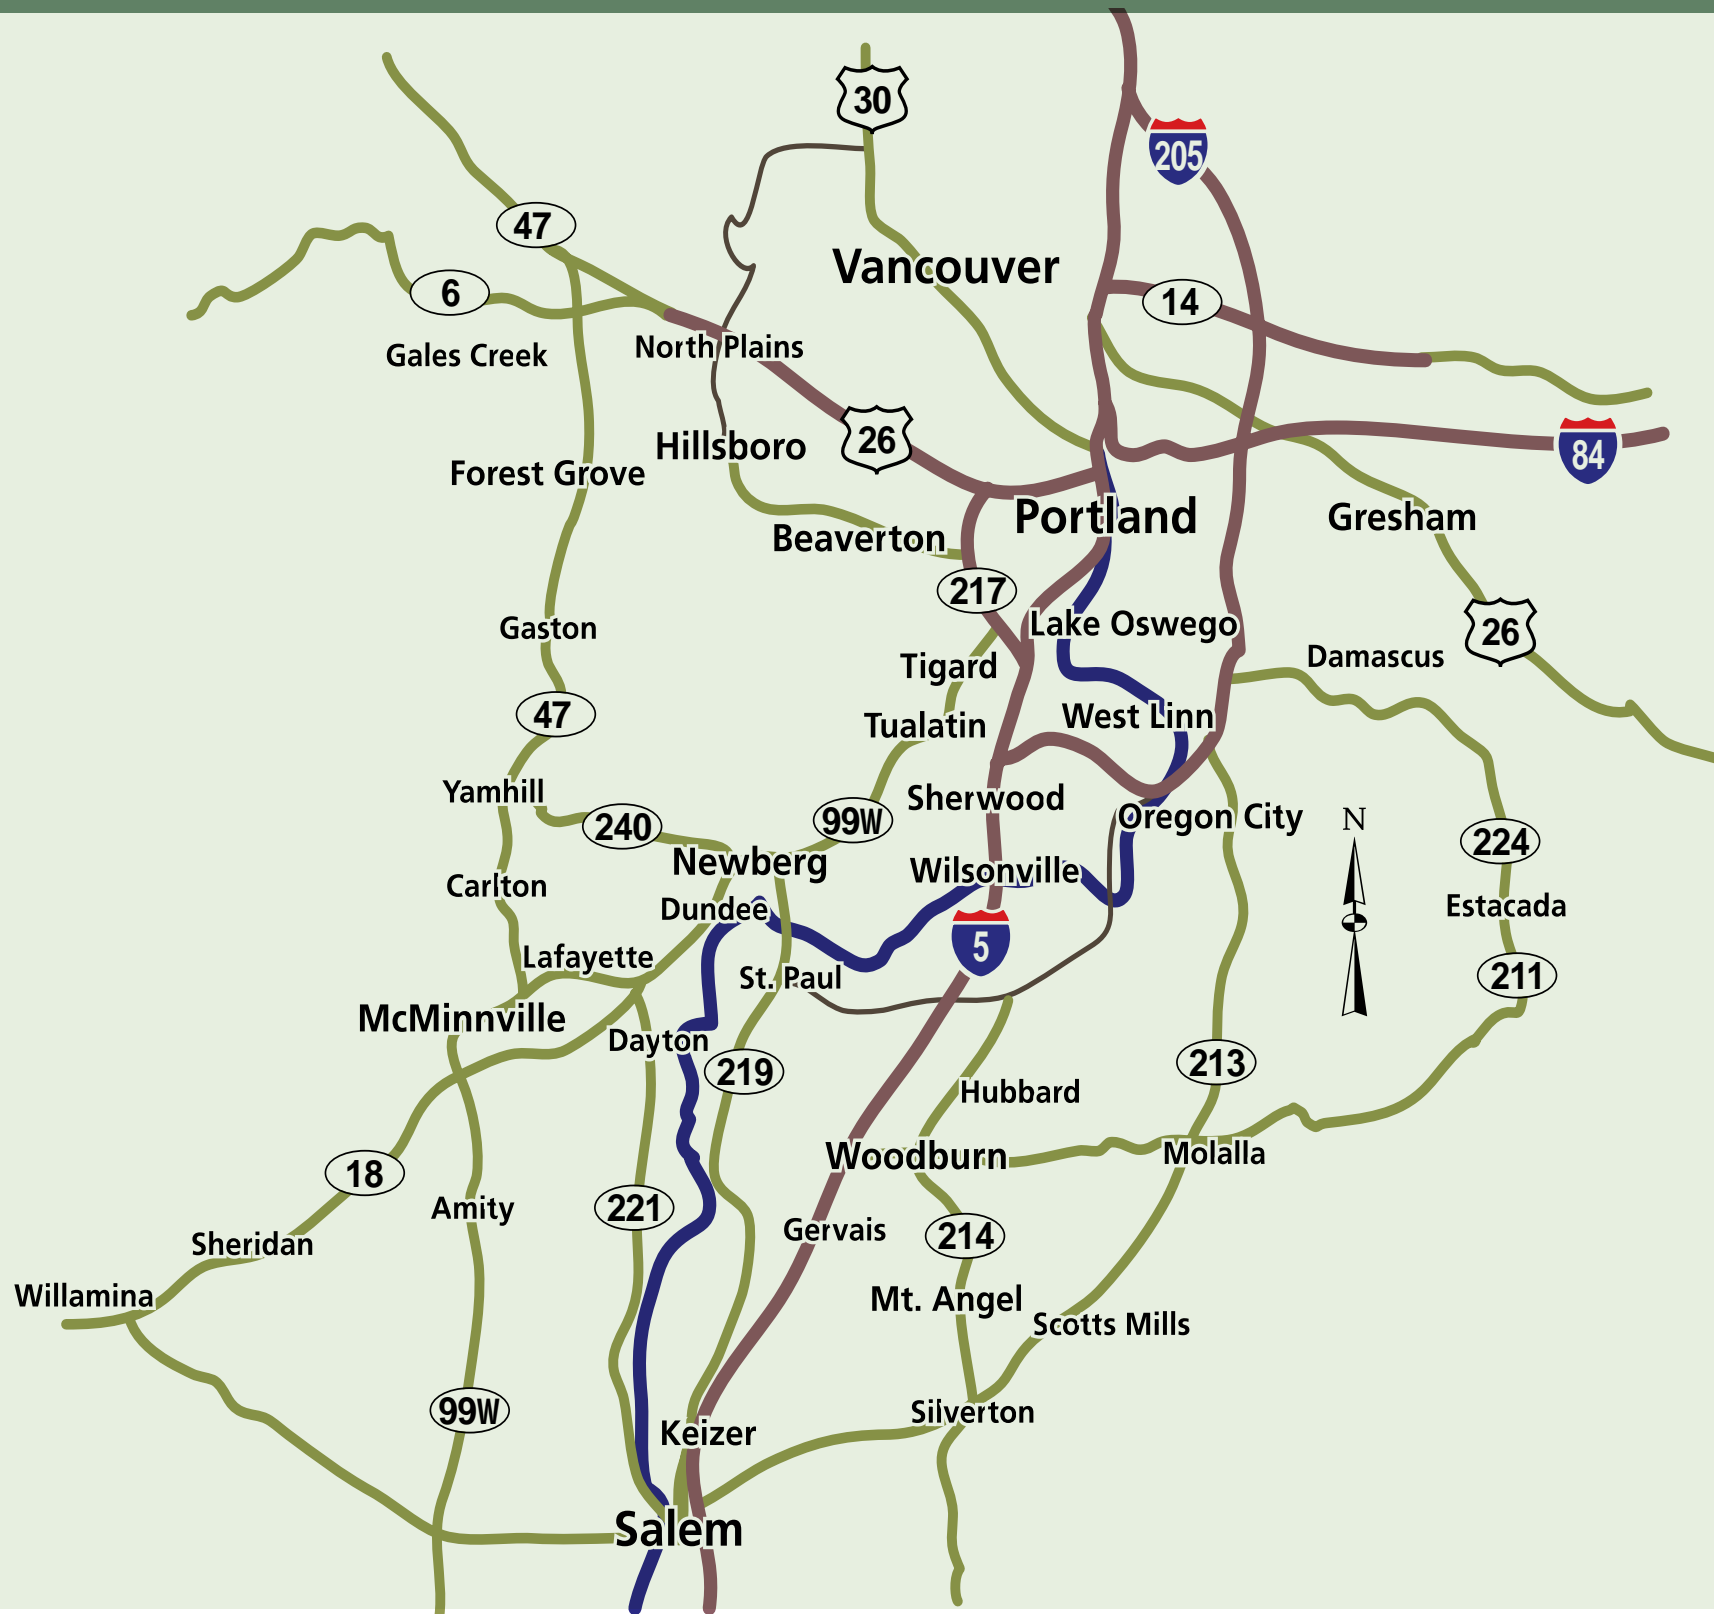 30
205
47
Vancouver
6
14
North Plains
Gales Creek
26
Hillsboro
84
Forest Grove
Portland
Gresham
Beaverton
217
Lake Oswego
Gaston
26
Damascus
Tigard
47
West Linn
Tualatin
Yamhill
Sherwood
Oregon City
N
240
99W
224
Newberg
Wilsonville
Carlton
Dundee
Estacada
5
Lafayette
St. Paul
211
McMinnville
Dayton
219
213
Hubbard
Woodburn
Molalla
18
Amity
221
Gervais
214
Sheridan
Willamina
Mt. Angel
Scotts Mills
99W
Silverton
Keizer
Salem